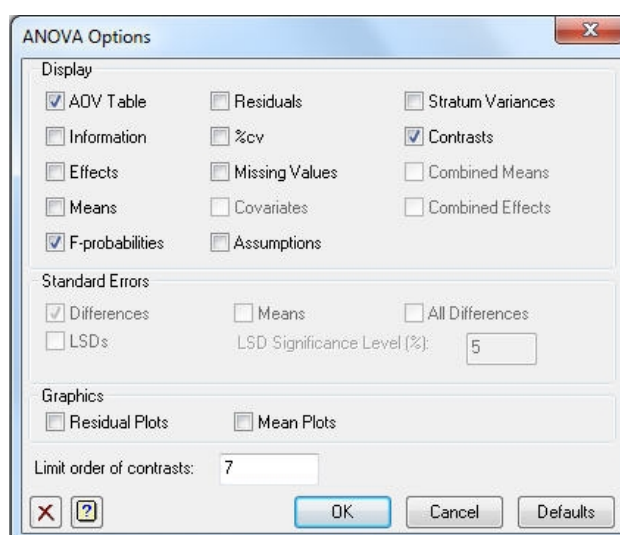 ANOVA Options
Display
AOV Table Residuals Stratum Variances
Information %cv Contrasts
Effects Missing Values Combined Means
Means Covariates Combined Effects
F-probabilities Assumptions
Standard Errors
Differences Means All Differences
LSDs LSD Significance Level (%): 5
Graphics
Residual Plots Mean Plots
Limit order of contrasts: 7
OK Cancel Defaults